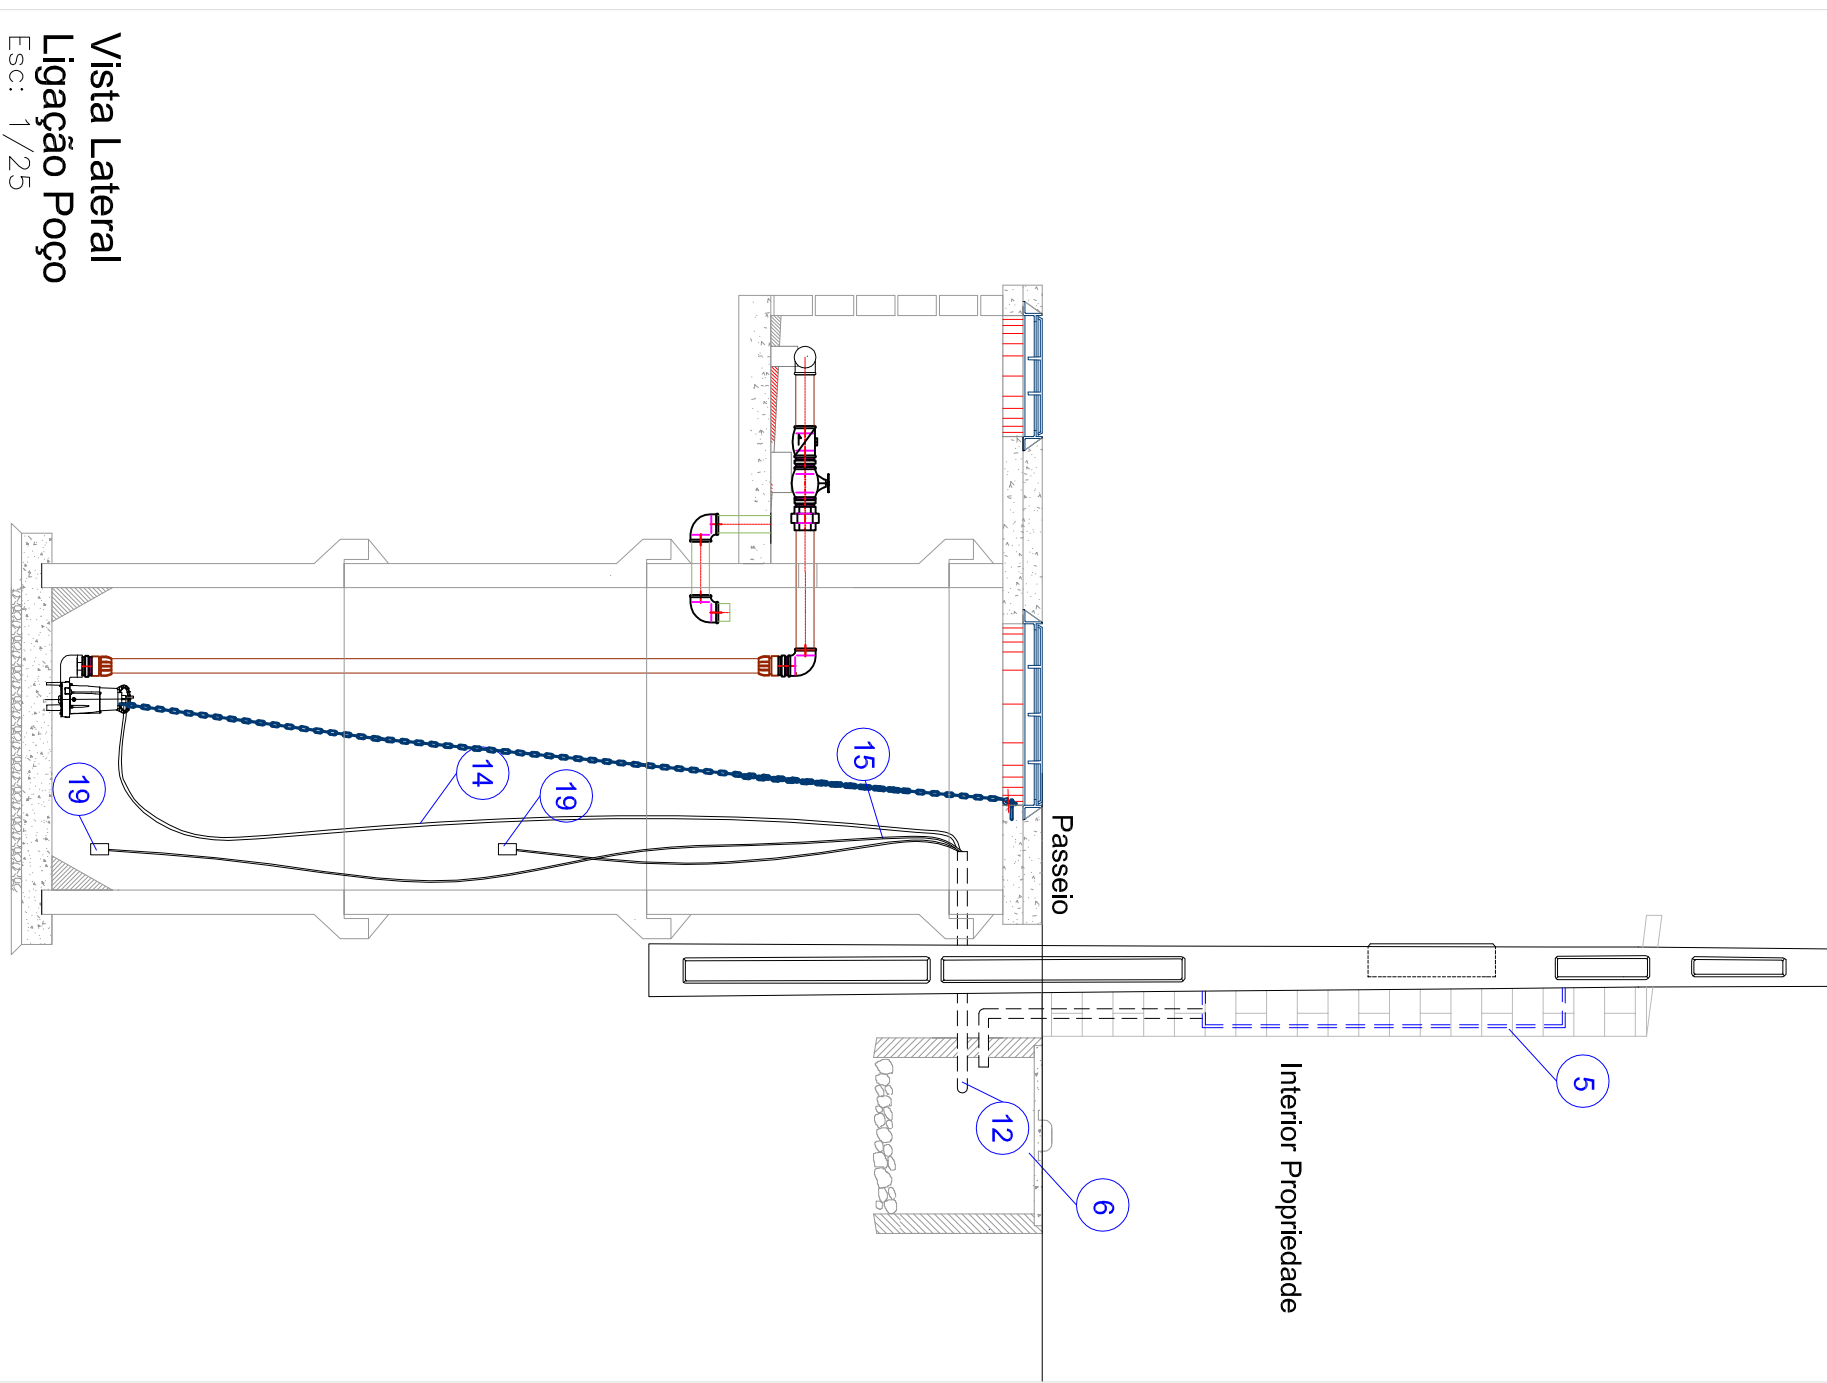 Vista Lateral
Ligação Poço
Esc: 1/25
Passeio
Interior Propriedade
5
6
12
15
14
19
19